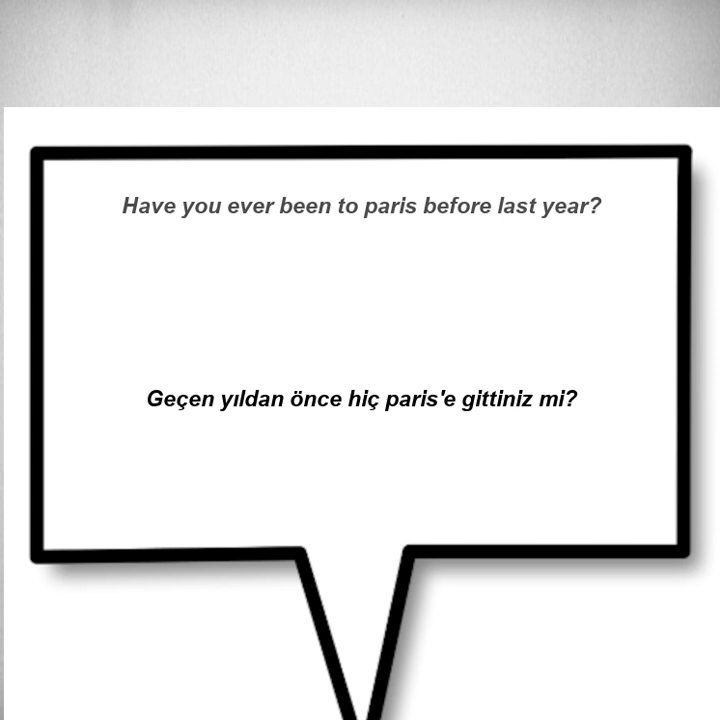 Have you ever been to paris before last year?
Geçen yıldan önce hiç paris'e gittiniz mi?